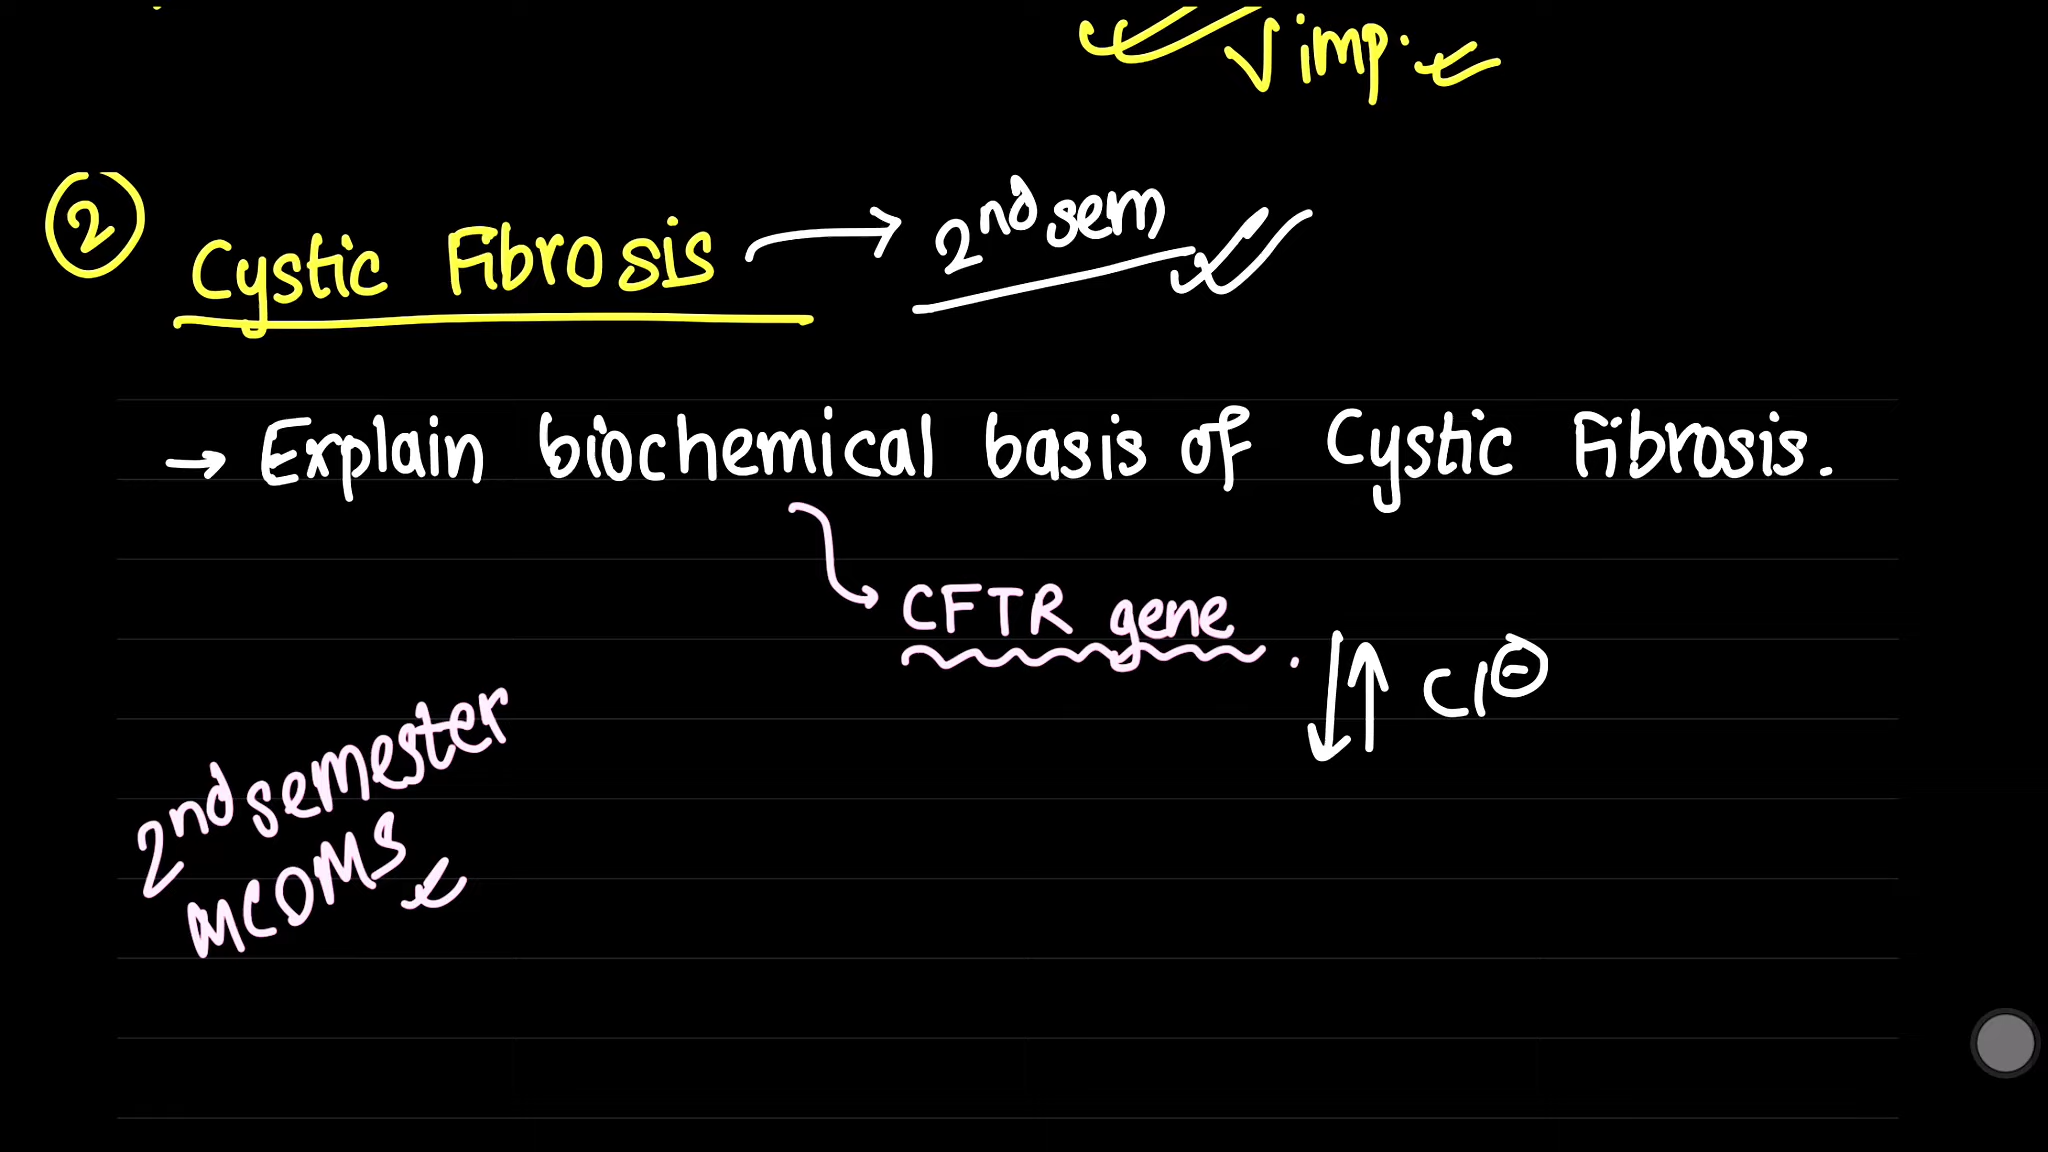 √ imp.
2 Cystic Fibrosis → 2nd sem
→ Explain biochemical basis of Cystic Fibrosis.
CFTR gene.
↓↑ Cl⊖
2nd semester
MCOMS